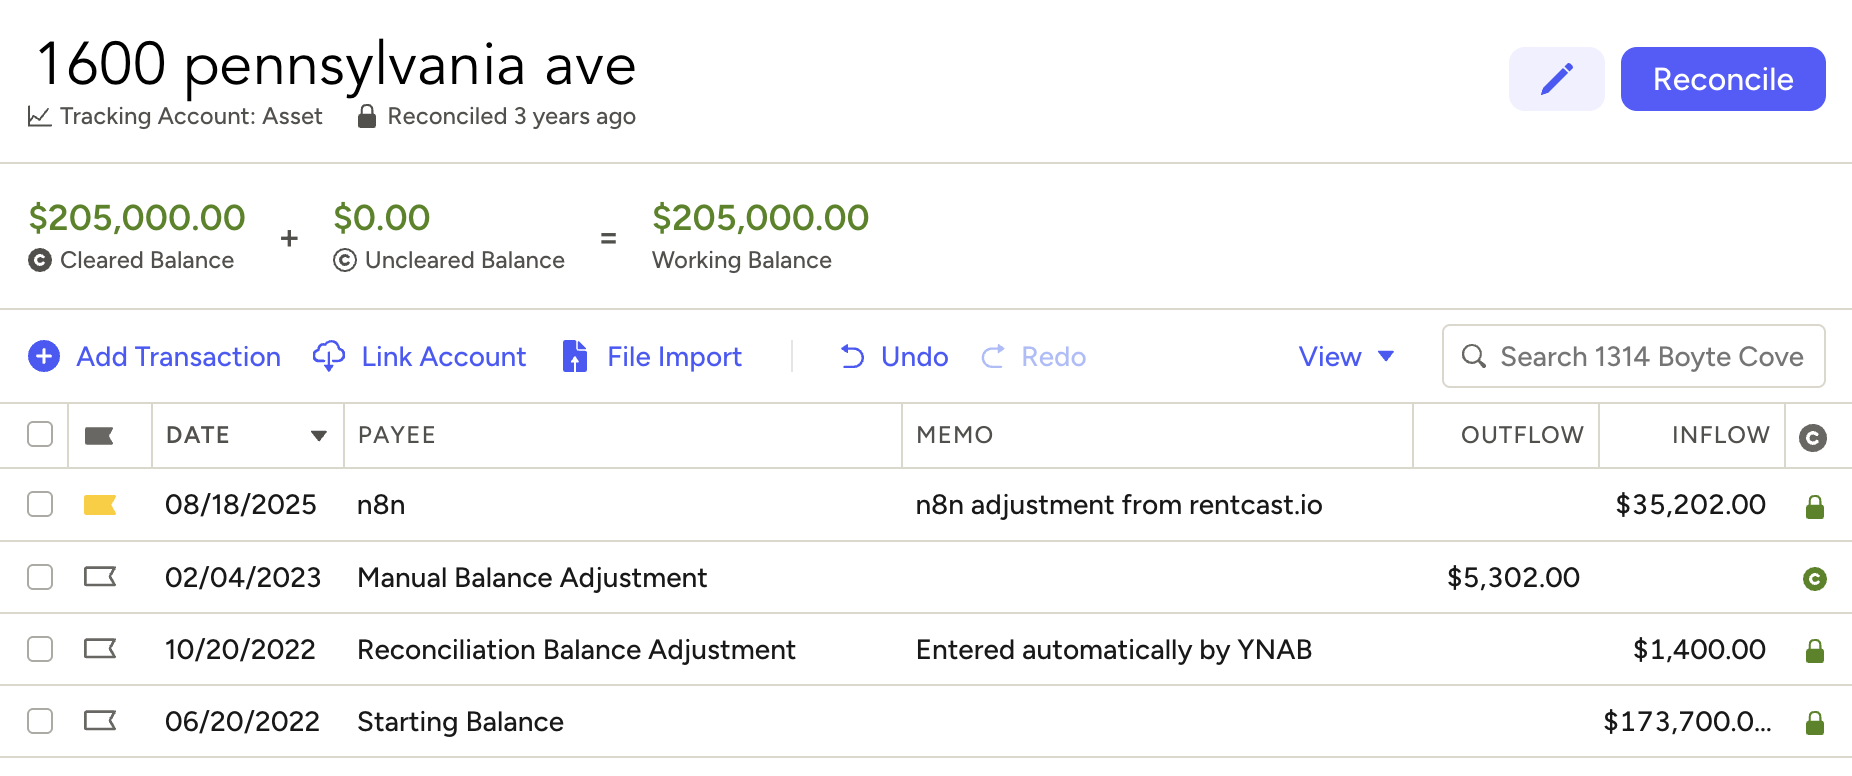 1600 pennsylvania ave
Tracking Account: Asset Reconciled 3 years ago
Reconcile
$205,000.00 + $0.00 = $205,000.00
C Cleared Balance C Uncleared Balance Working Balance
Add Transaction Link Account File Import Undo Redo View Search 1314 Boyte Cove
DATE PAYEE MEMO OUTFLOW INFLOW C
08/18/2025 n8n n8n adjustment from rentcast.io $35,202.00
02/04/2023 Manual Balance Adjustment $5,302.00 C
10/20/2022 Reconciliation Balance Adjustment Entered automatically by YNAB $1,400.00
06/20/2022 Starting Balance $173,700.0...